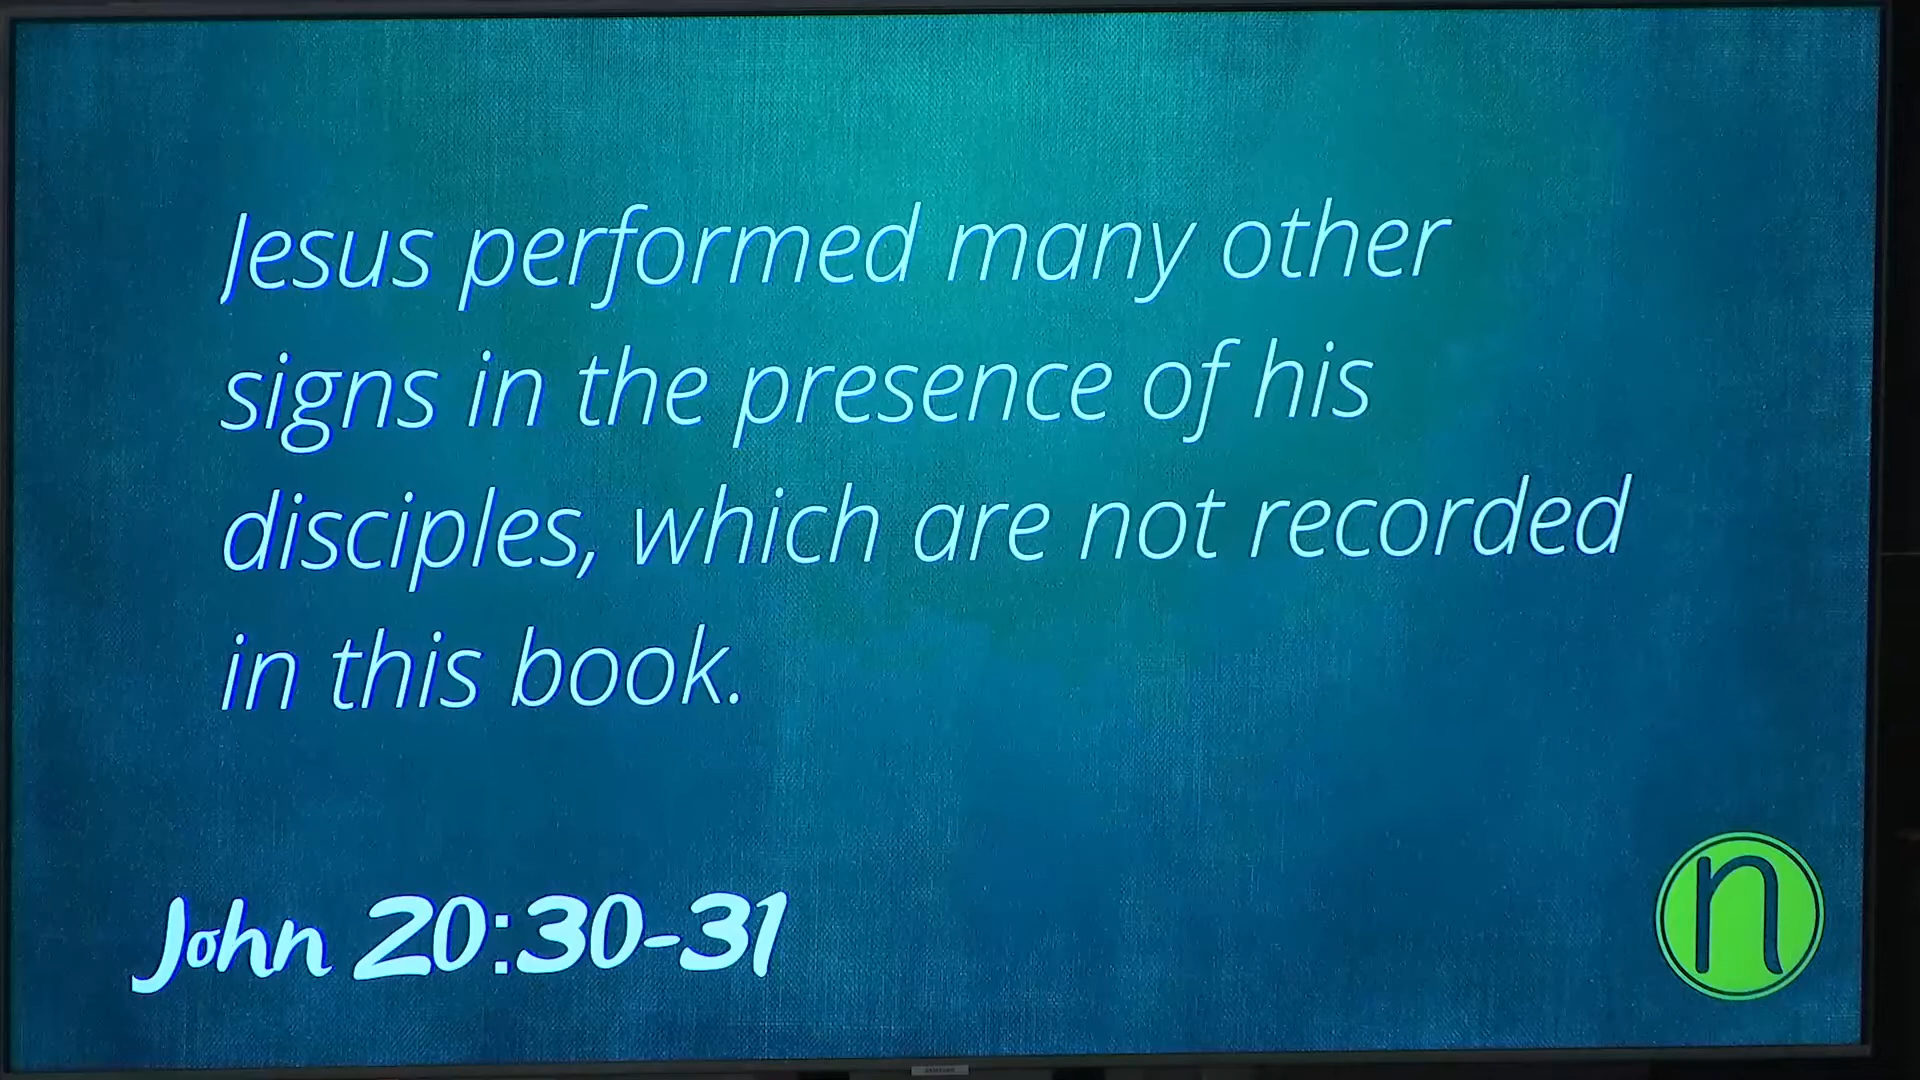 Jesus performed many other
signs in the presence of his
disciples, which are not recorded
in this book.
John 20:30-31
n
SAMSUNG